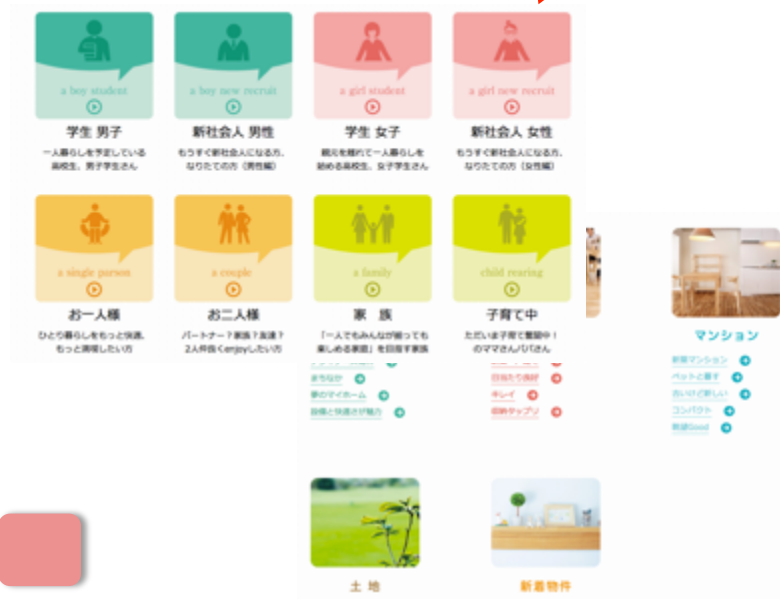 a boy student
a boy new recruit
a girl student
a girl new recruit
学生 男子
新社会人 男性
学生 女子
新社会人 女性
一人暮らしを予定している
高校生、男子学生さん
もうすぐ新社会人になる方、
なりたての方（男性編）
親元を離れて一人暮らしを
始める高校生、女子学生さん
もうすぐ新社会人になる方、
なりたての方（女性編）
a single person
a couple
a family
child rearing
お一人様
お二人様
家 族
子育て中
ひとり暮らしをもっと快適、
もっと満喫したい方
パートナー？家族？友達？
2人仲良くenjoyしたい方
「一人でもみんなが揃っても
楽しめる家庭」を目指す家族
ただいま子育て奮闘中！
のママさんパパさん
マンション
新築マンション
ペットと暮す
古いけど新しい
コンパクト
眺望Good
まちなか
夢のマイホーム
設備と快適さが魅力
日当たり良好
キレイ
収納タップリ
土 地
新着物件